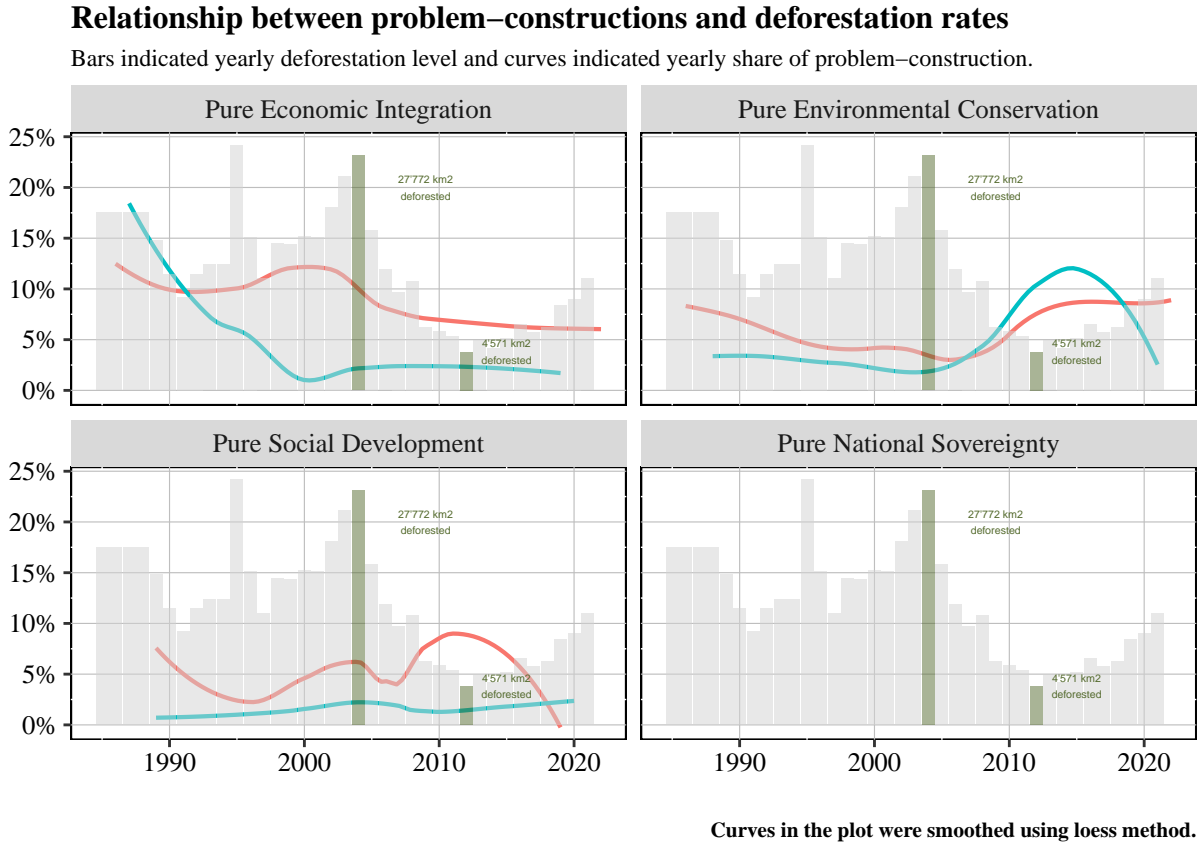 Relationship between problem−constructions and deforestation rates
Bars indicated yearly deforestation level and curves indicated yearly share of problem−construction.
Pure Economic Integration
Pure Environmental Conservation
25%
20%
15%
10%
5%
0%
27'772 km2
deforested
4'571 km2
deforested
27'772 km2
deforested
4'571 km2
deforested
Pure Social Development
Pure National Sovereignty
25%
20%
15%
10%
5%
0%
27'772 km2
deforested
4'571 km2
deforested
27'772 km2
deforested
4'571 km2
deforested
1990 2000 2010 2020
1990 2000 2010 2020
Curves in the plot were smoothed using loess method.